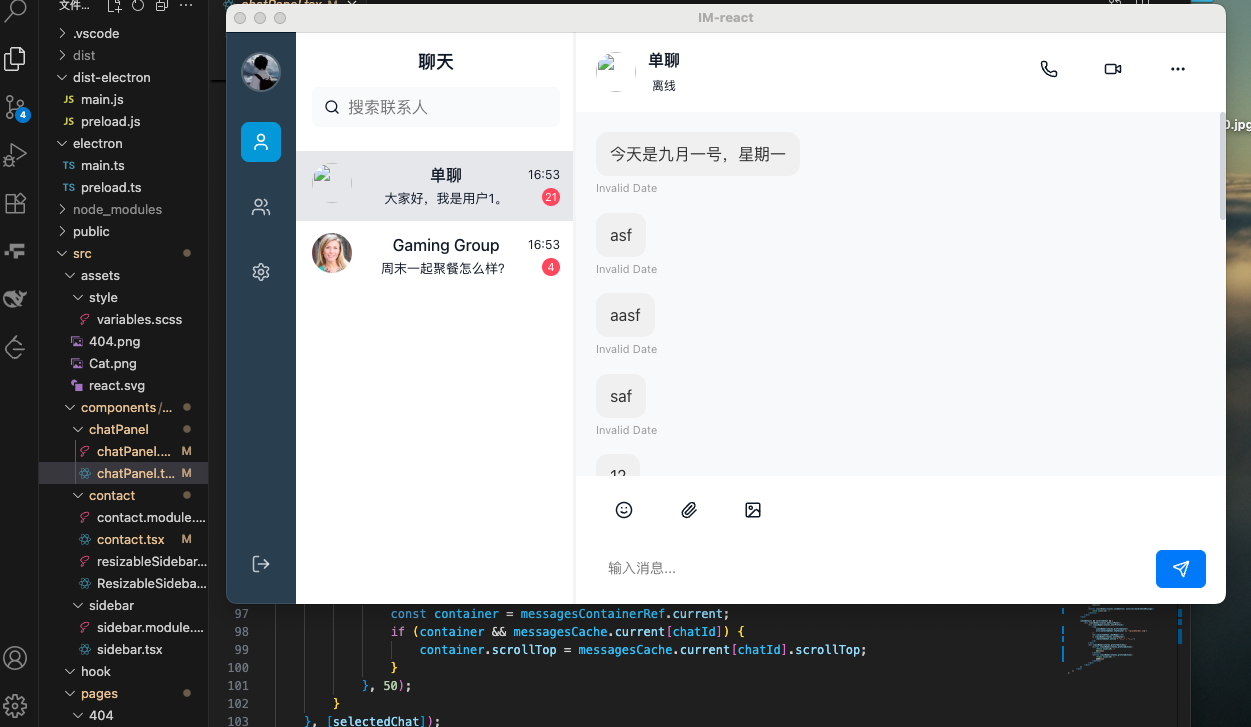 文件...
chatPanel.tsx M
IM-react
.vscode
dist
dist-electron
JS main.js
JS preload.js
electron
TS main.ts
TS preload.ts
node_modules
public
src
assets
style
variables.scss
404.png
Cat.png
react.svg
components/...
chatPanel
chatPanel.... M
chatPanel.t... M
contact
contact.module....
contact.tsx M
resizableSidebar...
ResizableSideba...
sidebar
sidebar.module....
sidebar.tsx
hook
pages
404
4
聊天
搜索联系人
单聊 16:53
大家好，我是用户1。 21
Gaming Group 16:53
周末一起聚餐怎么样? 4
单聊
离线
今天是九月一号，星期一
Invalid Date
asf
Invalid Date
aasf
Invalid Date
saf
Invalid Date
12
输入消息...
0.jpg
97 const container = messagesContainerRef.current;
98 if (container && messagesCache.current[chatId]) {
99 container.scrollTop = messagesCache.current[chatId].scrollTop;
100 }
101 }, 50);
102 }
103 }, [selectedChat]);